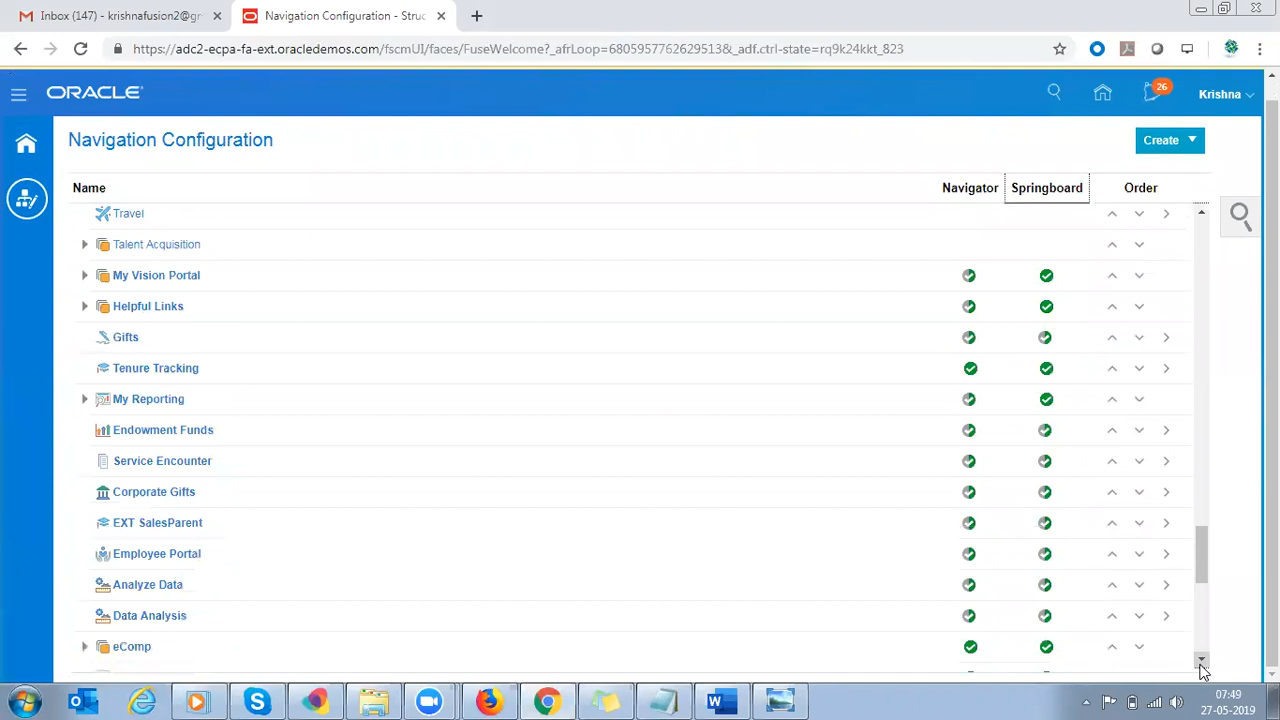 Inbox (147) - krishnafusion2@gr
Navigation Configuration - Struc
https://adc2-ecpa-fa-ext.oracledemos.com/fscmUI/faces/FuseWelcome?_afrLoop=68059577626295138&_adf.ctrl-state=rq9k24kkt_823
ORACLE
26
Krishna
Navigation Configuration
Create
Name Navigator Springboard Order
Travel
Talent Acquisition
My Vision Portal
Helpful Links
Gifts
Tenure Tracking
My Reporting
Endowment Funds
Service Encounter
Corporate Gifts
EXT SalesParent
Employee Portal
Analyze Data
Data Analysis
eComp
07:49
27-05-2019